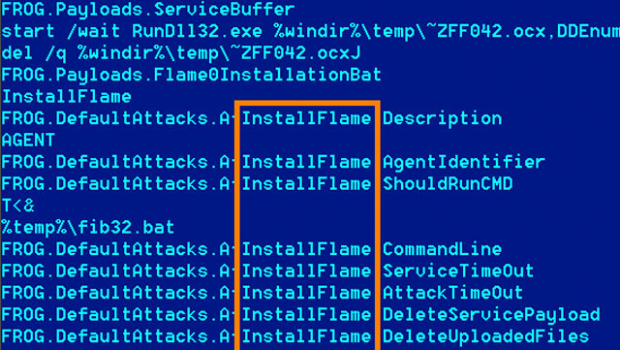 FROG.Payloads.ServiceBuffer
start /wait RunDll32.exe %windir%\temp\~ZFF042.ocx,DDEnum
del /q %windir%\temp\~ZFF042.ocxJ
FROG.Payloads.Flame0InstallationBat
InstallFlame
FROG.DefaultAttacks.A InstallFlame Description
AGENT
FROG.DefaultAttacks.A InstallFlame AgentIdentifier
FROG.DefaultAttacks.A InstallFlame ShouldRunCMD
T<&
%temp%\fib32.bat
FROG.DefaultAttacks.A InstallFlame CommandLine
FROG.DefaultAttacks.A InstallFlame ServiceTimeOut
FROG.DefaultAttacks.A InstallFlame AttackTimeOut
FROG.DefaultAttacks.A InstallFlame DeleteServicePayload
FROG.DefaultAttacks.A InstallFlame DeleteUploadedFiles